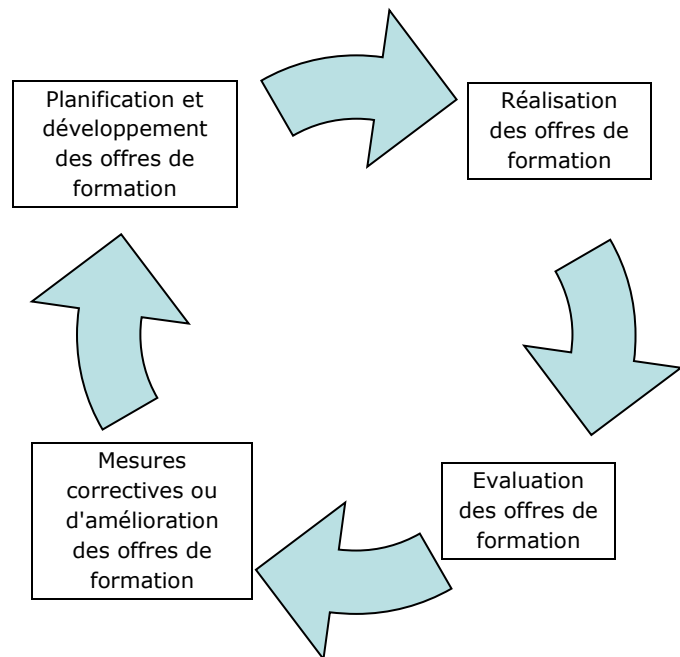 Planification et
développement
des offres de
formation
Réalisation
des offres de
formation
Evaluation
des offres de
formation
Mesures
correctives ou
d'amélioration
des offres de
formation